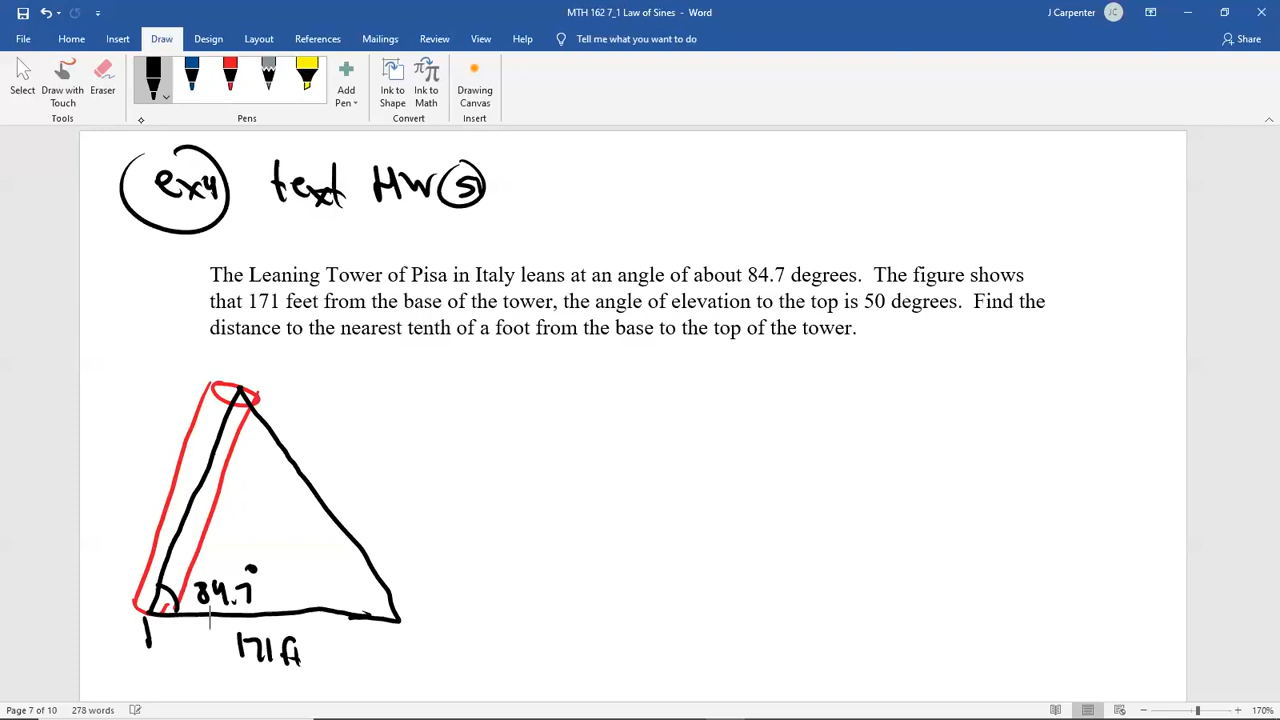 MTH 162 7_1 Law of Sines - Word
J Carpenter JC
File Home Insert Draw Design Layout References Mailings Review View Help Tell me what you want to do Share
Select Draw with Touch Eraser Add Pen Ink to Shape Ink to Math Drawing Canvas
Tools Pens Convert Insert
ex4 text HW
The Leaning Tower of Pisa in Italy leans at an angle of about 84.7 degrees. The figure shows
that 171 feet from the base of the tower, the angle of elevation to the top is 50 degrees. Find the
distance to the nearest tenth of a foot from the base to the top of the tower.
84.7°
171 ft
Page 7 of 10 278 words 170%